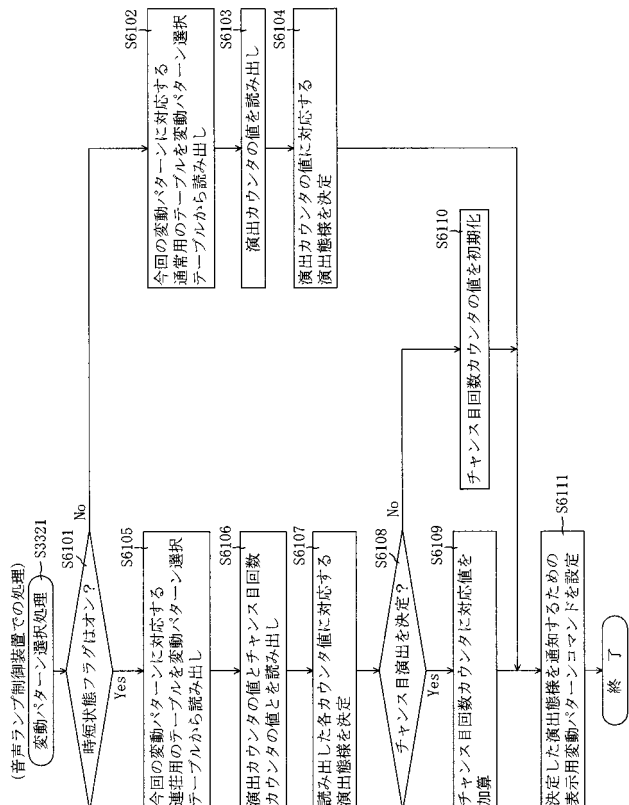 (音声ランプ制御装置での処理)
変動パターン選択処理
S3321
時短状態フラグはオン？
S6101
Yes
No
今回の変動パターンに対応する
通常用のテーブルを変動パターン選択
テーブルから読み出し
S6102
演出カウンタの値を読み出し
S6103
演出カウンタの値に対応する
演出態様を決定
S6104
今回の変動パターンに対応する
連荘用のテーブルを変動パターン選択
テーブルから読み出し
S6105
演出カウンタの値とチャンス目回数
カウンタの値とを読み出し
S6106
読み出した各カウンタ値に対応する
演出態様を決定
S6107
チャンス目演出を決定？
S6108
Yes
No
チャンス目回数カウンタに対応値を
加算
S6109
チャンス目回数カウンタの値を初期化
S6110
決定した演出態様を通知するための
表示用変動パターンコマンドを設定
S6111
終 了